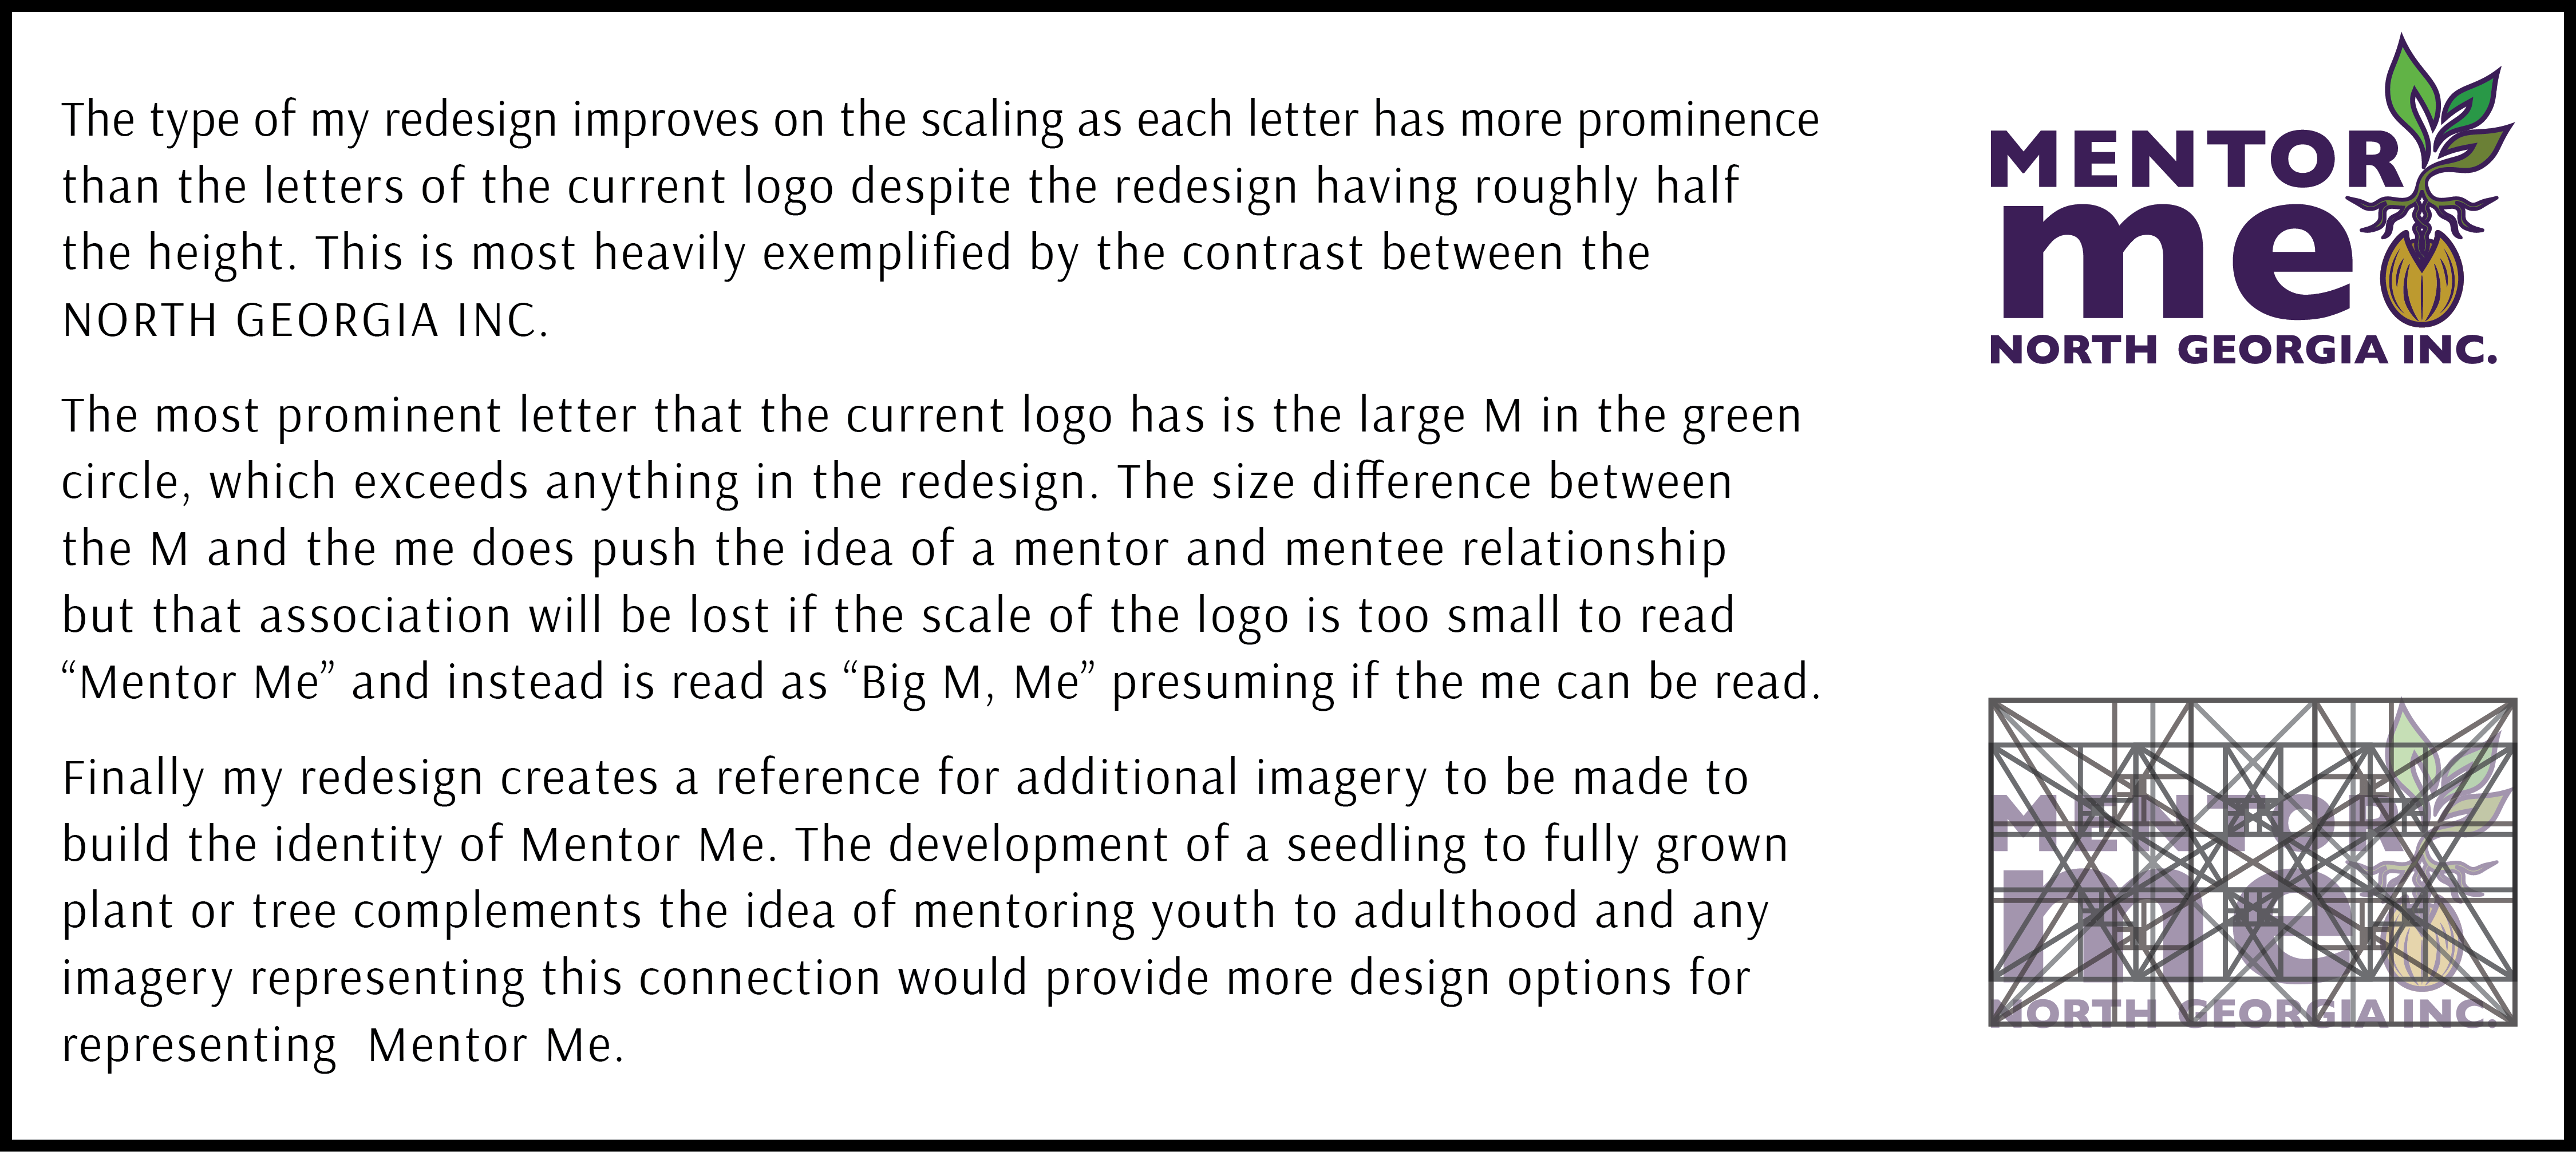 The type of my redesign improves on the scaling as each letter has more prominence
than the letters of the current logo despite the redesign having roughly half
the height. This is most heavily exemplified by the contrast between the
NORTH GEORGIA INC.
The most prominent letter that the current logo has is the large M in the green
circle, which exceeds anything in the redesign. The size difference between
the M and the me does push the idea of a mentor and mentee relationship
but that association will be lost if the scale of the logo is too small to read
“Mentor Me” and instead is read as “Big M, Me” presuming if the me can be read.
Finally my redesign creates a reference for additional imagery to be made to
build the identity of Mentor Me. The development of a seedling to fully grown
plant or tree complements the idea of mentoring youth to adulthood and any
imagery representing this connection would provide more design options for
representing  Mentor Me.
MENTOR
me
NORTH GEORGIA INC.
MENTOR
me
NORTH GEORGIA INC.